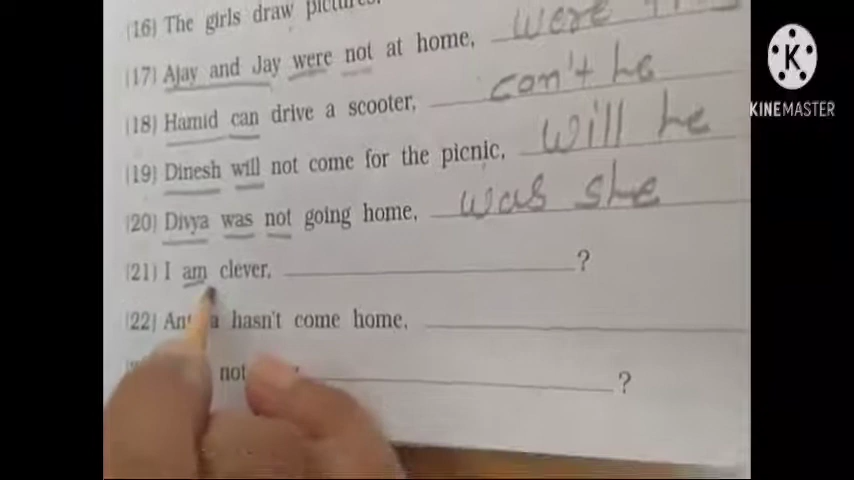 (16) The girls draw pictures.
(17) Ajay and Jay were not at home, were
(18) Hamid can drive a scooter, can't he
(19) Dinesh will not come for the picnic, will he
(20) Divya was not going home, was she
(21) I am clever, ?
(22) hasn't come home,
not ?
K
KINEMASTER